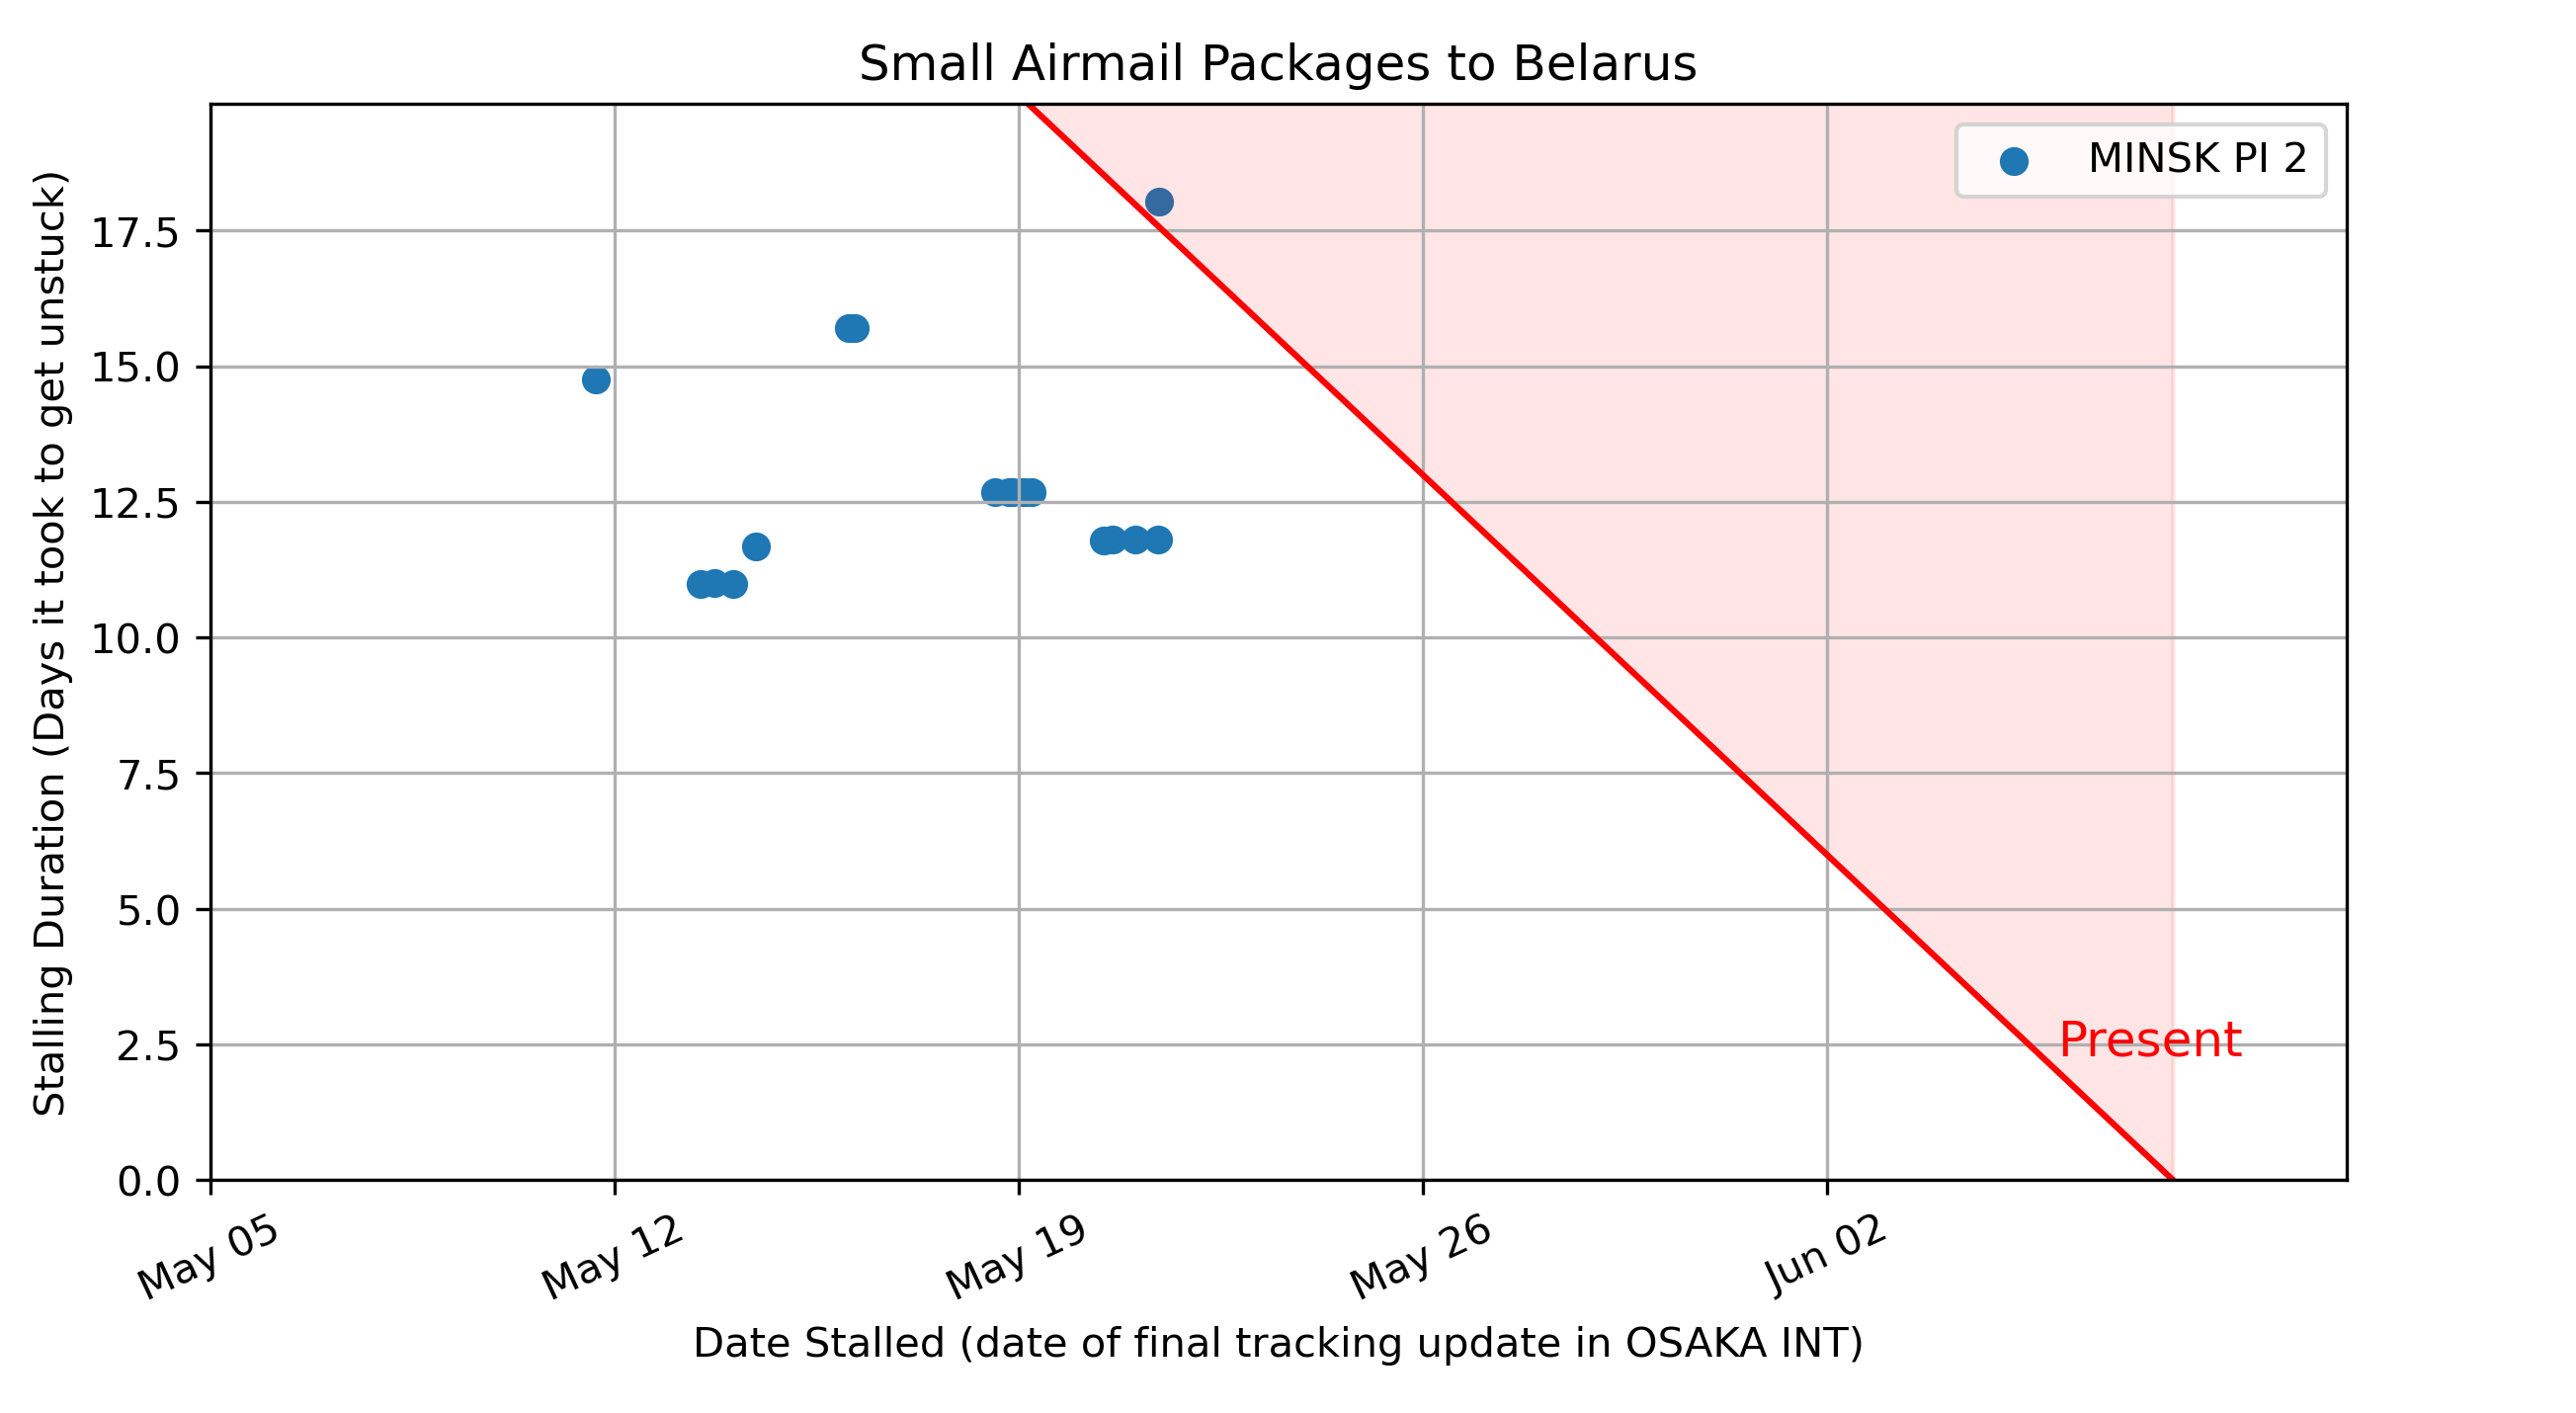 Small Airmail Packages to Belarus
MINSK PI 2
Stalling Duration (Days it took to get unstuck)
17.5
15.0
12.5
10.0
7.5
5.0
2.5
0.0
Present
May 05
May 12
May 19
May 26
Jun 02
Date Stalled (date of final tracking update in OSAKA INT)